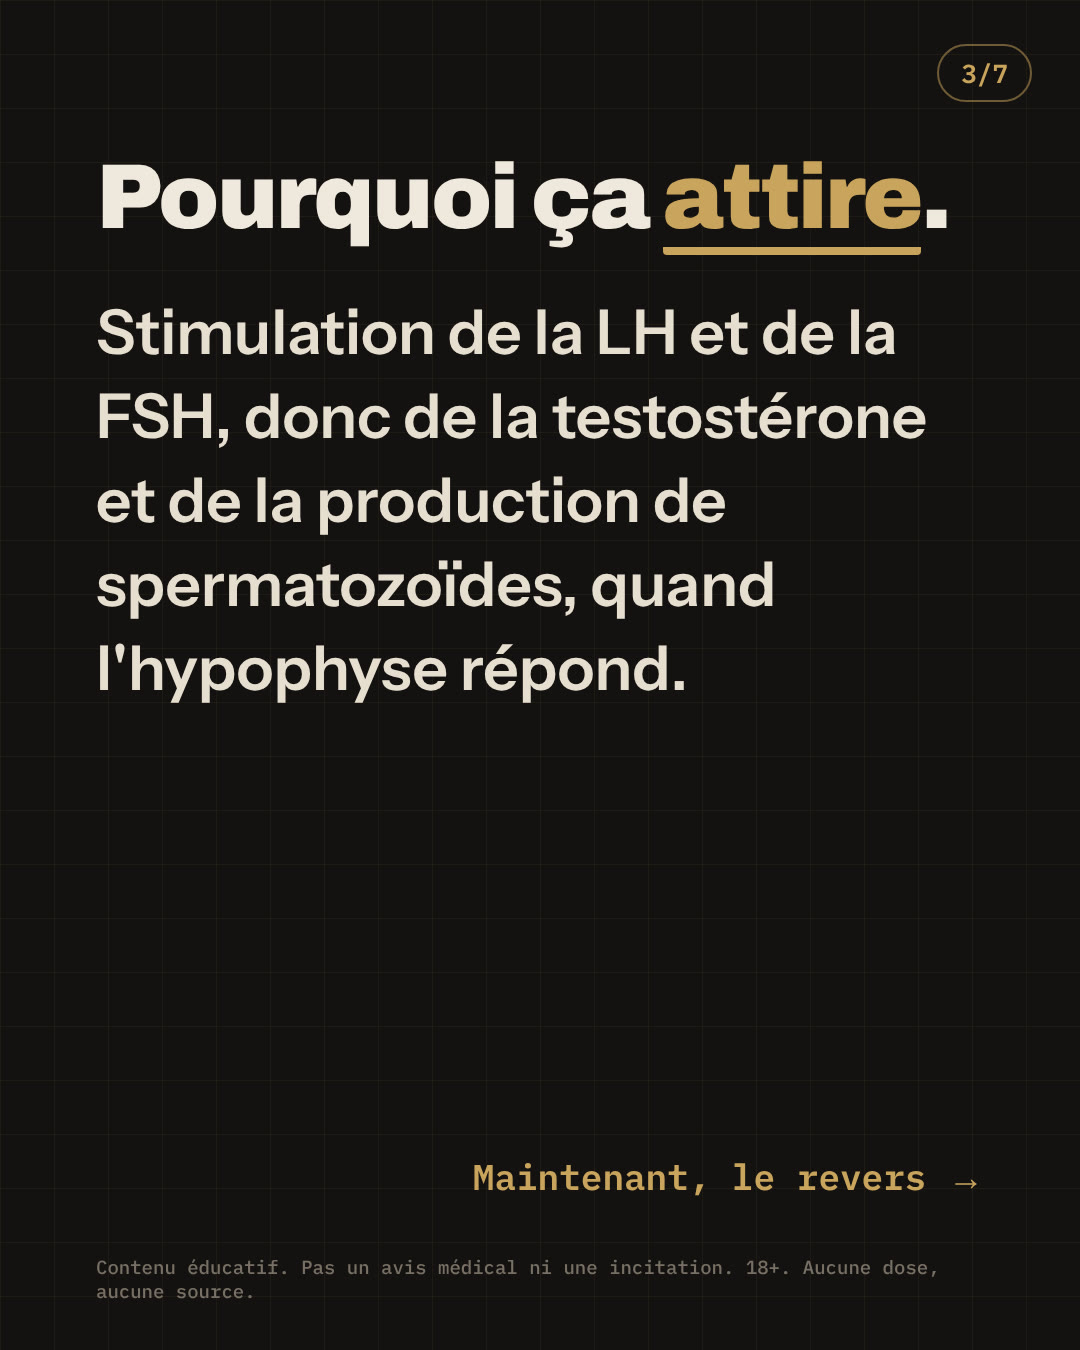 3/7
Pourquoi ça attire.
Stimulation de la LH et de la
FSH, donc de la testostérone
et de la production de
spermatozoïdes, quand
l'hypophyse répond.
Maintenant, le revers →
Contenu éducatif. Pas un avis médical ni une incitation. 18+. Aucune dose,
aucune source.